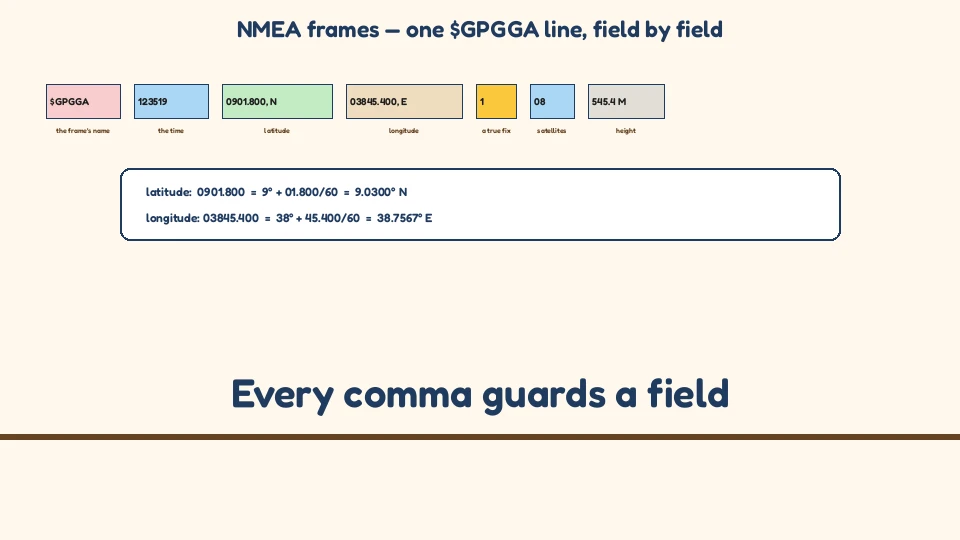 NMEA frames — one $GPGGA line, field by field
$GPGGA 123519 0901.800, N 03845.400, E 1 08 545.4 M
the frame's name the time latitude longitude a true fix satellites height
latitude: 0901.800 = 9° + 01.800/60 = 9.0300° N
longitude: 03845.400 = 38° + 45.400/60 = 38.7567° E
Every comma guards a field